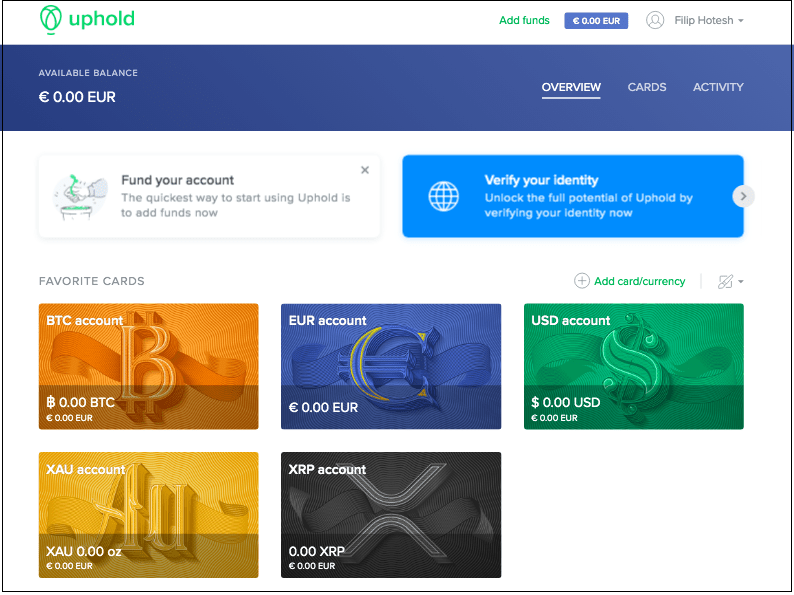 uphold
Add funds
€ 0.00 EUR
Filip Hotesh
AVAILABLE BALANCE
€ 0.00 EUR
OVERVIEW
CARDS
ACTIVITY
Fund your account
The quickest way to start using Uphold is
to add funds now
Verify your identity
Unlock the full potential of Uphold by
verifying your identity now
FAVORITE CARDS
Add card/currency
BTC account
₿ 0.00 BTC
€ 0.00 EUR
EUR account
€ 0.00 EUR
USD account
$ 0.00 USD
€ 0.00 EUR
XAU account
Au
XAU 0.00 oz
€ 0.00 EUR
XRP account
0.00 XRP
€ 0.00 EUR